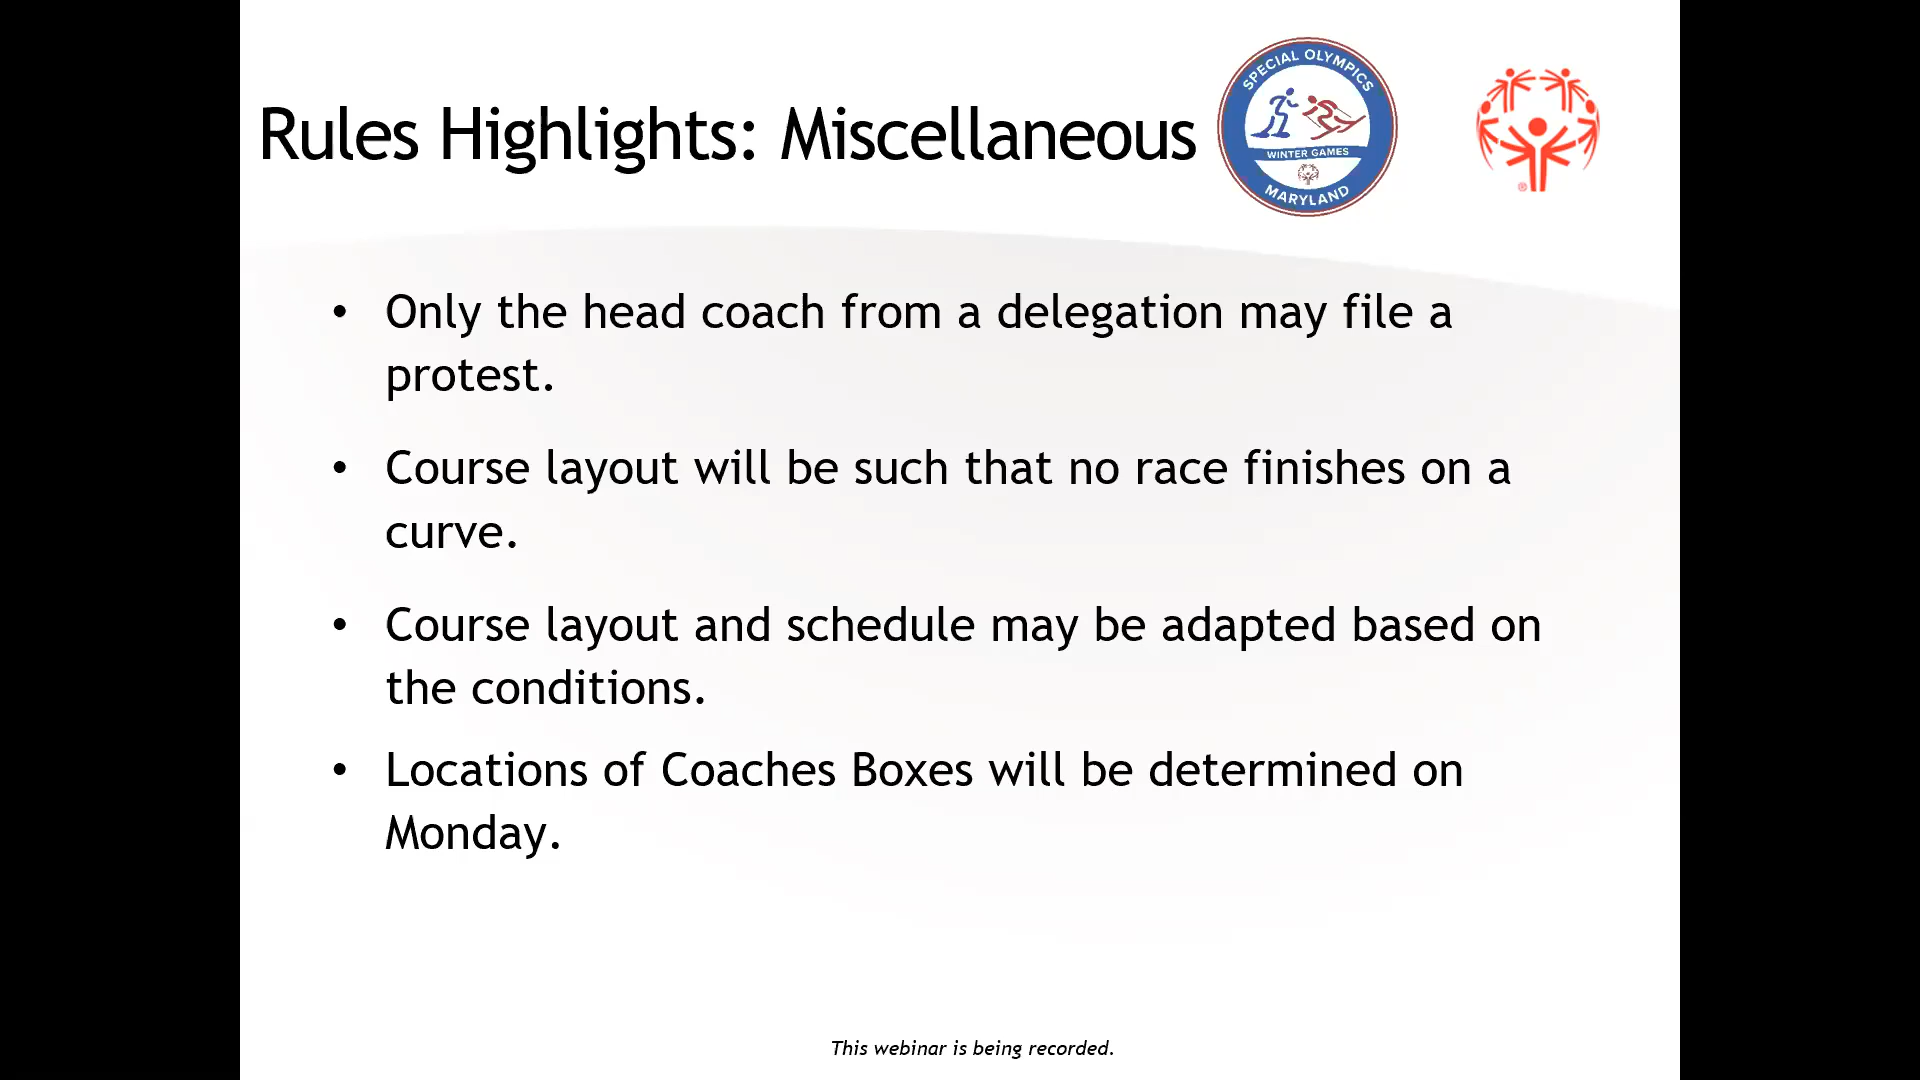 Rules Highlights: Miscellaneous
SPECIAL OLYMPICS
WINTER GAMES
MARYLAND
®
• Only the head coach from a delegation may file a
protest.
• Course layout will be such that no race finishes on a
curve.
• Course layout and schedule may be adapted based on
the conditions.
• Locations of Coaches Boxes will be determined on
Monday.
This webinar is being recorded.